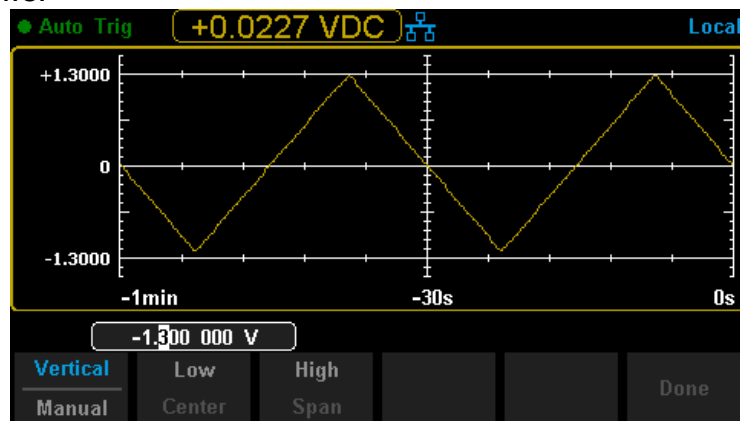 Auto Trig +0.0227 VDC Local
+1.3000
0
-1.3000
-1min -30s 0s
-1.300 000 V
Vertical Low High
Manual Center Span Done